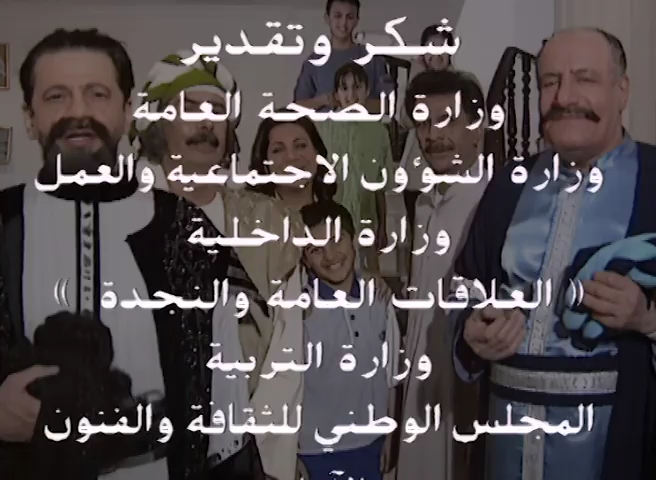 شكر وتقدير
وزارة الصحة العامة
وزارة الشؤون الاجتماعية والعمل
وزارة الداخلية
(( العلاقات العامة والنجدة ))
وزارة التربية
المجلس الوطني للثقافة والفنون